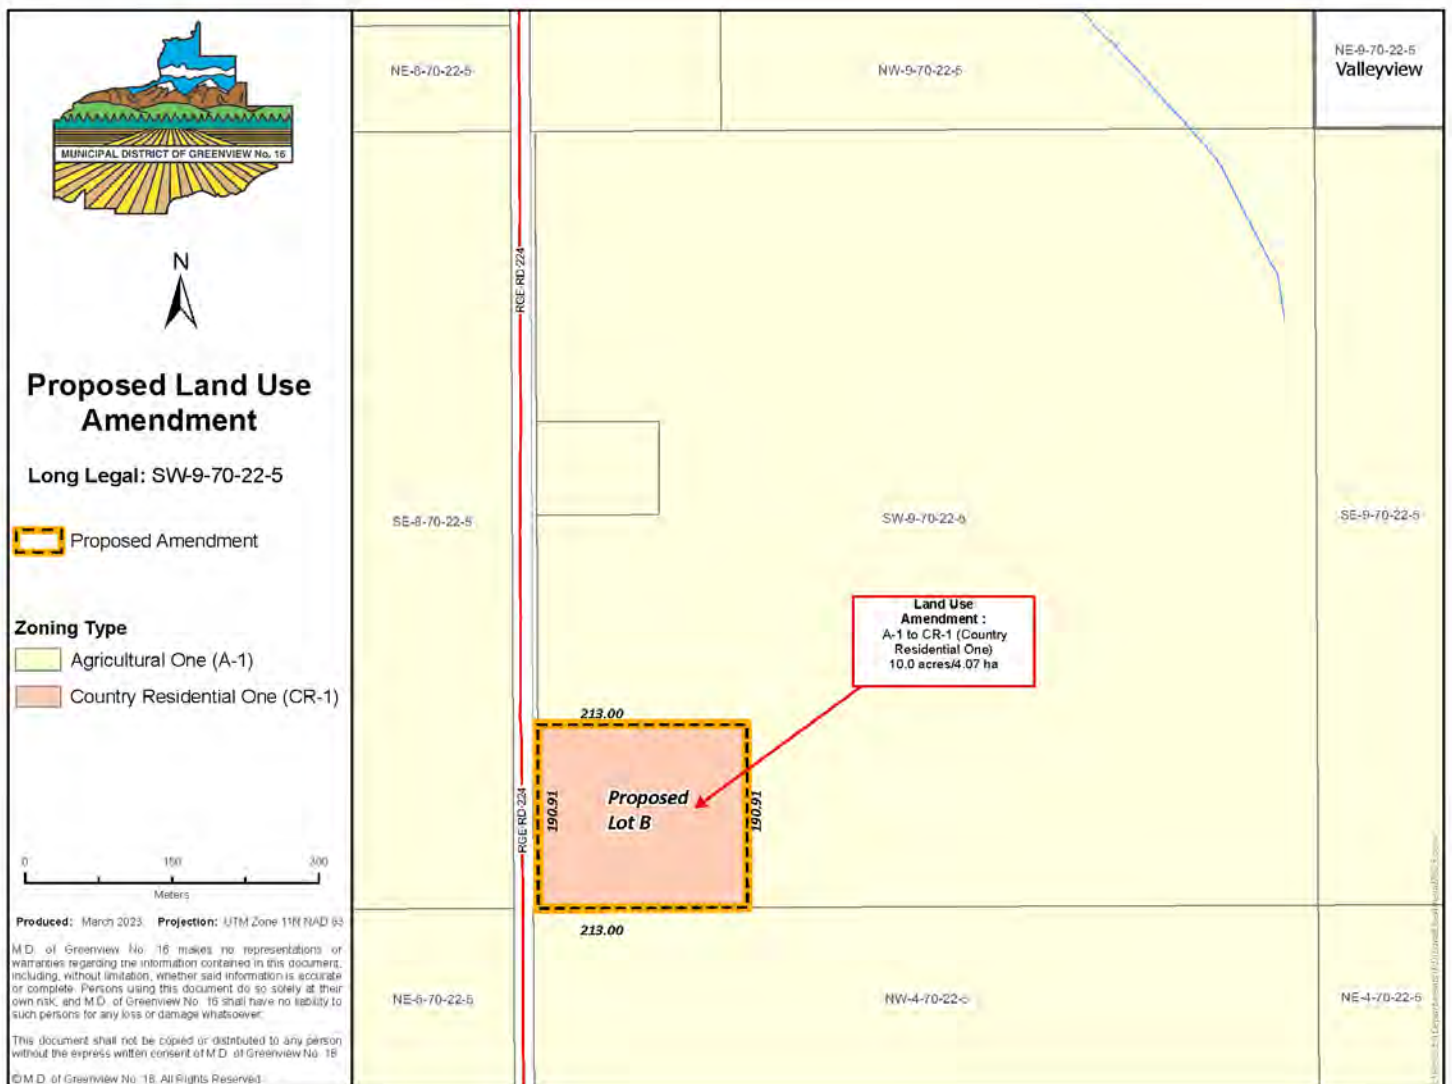 MUNICIPAL DISTRICT OF GREENVIEW No. 16
N
Proposed Land Use
Amendment
Long Legal: SW-9-70-22-5
Proposed Amendment
Zoning Type
Agricultural One (A-1)
Country Residential One (CR-1)
0 150 300
Meters
Produced: March 2023 Projection: UTM Zone 11N NAD 83
M.D. of Greenview No. 16 makes no representations or
warranties regarding the information contained in this document,
including, without limitation, whether said information is accurate
or complete. Persons using this document do so solely at their
own risk, and M.D. of Greenview No. 16 shall have no liability to
such persons for any loss or damage whatsoever.
This document shall not be copied or distributed to any person
without the express written consent of M.D. of Greenview No. 16
© M.D. of Greenview No. 16. All Rights Reserved
NE-8-70-22-5
NW-9-70-22-5
NE-9-70-22-5
Valleyview
RGE-RD-224
SE-8-70-22-5
SW-9-70-22-5
SE-9-70-22-5
Land Use
Amendment :
A-1 to CR-1 (Country
Residential One)
10.0 acres/4.07 ha
213.00
RGE-RD-224
190.91
Proposed
Lot B
190.91
213.00
NE-5-70-22-5
NW-4-70-22-5
NE-4-70-22-5